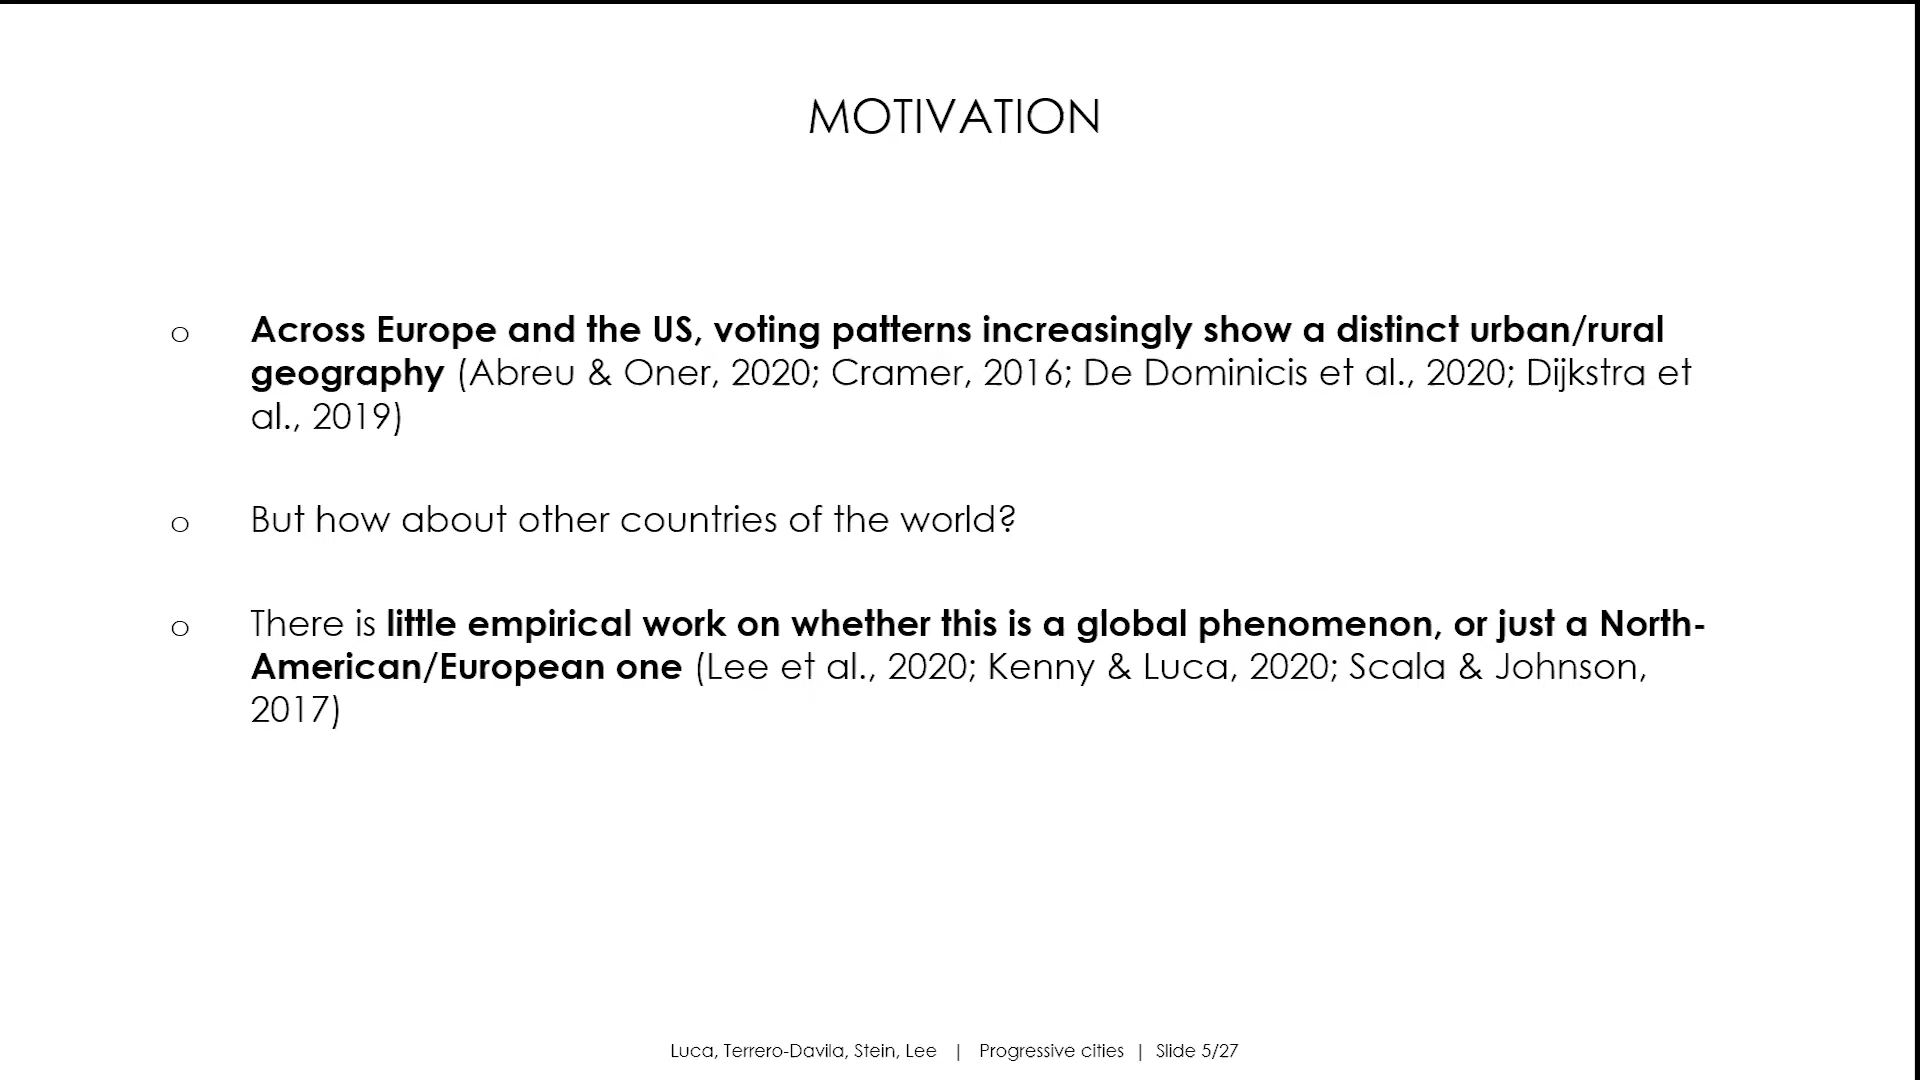 MOTIVATION
o Across Europe and the US, voting patterns increasingly show a distinct urban/rural
geography (Abreu & Oner, 2020; Cramer, 2016; De Dominicis et al., 2020; Dijkstra et
al., 2019)
o But how about other countries of the world?
o There is little empirical work on whether this is a global phenomenon, or just a North-
American/European one (Lee et al., 2020; Kenny & Luca, 2020; Scala & Johnson,
2017)
Luca, Terrero-Davila, Stein, Lee | Progressive cities | Slide 5/27